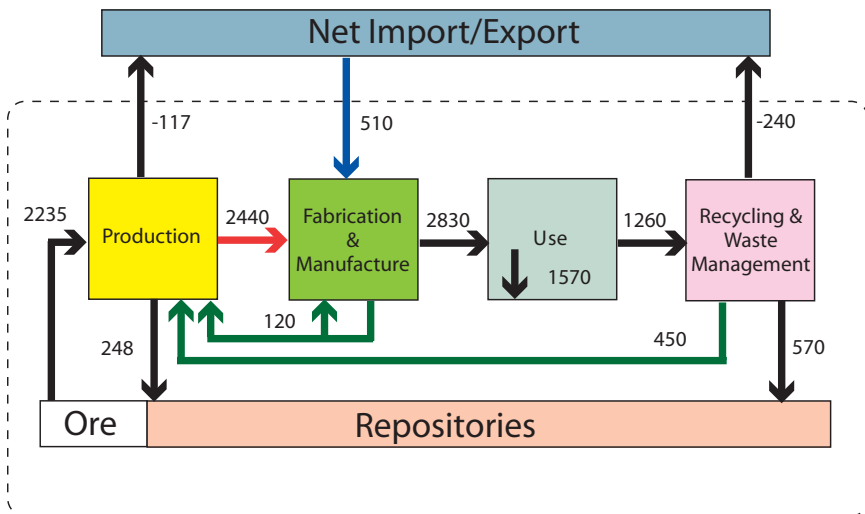 Net Import/Export
-117
510
-240
2235
Production
2440
Fabrication
&
Manufacture
2830
Use
1570
1260
Recycling &
Waste
Management
120
248
450
570
Ore
Repositories